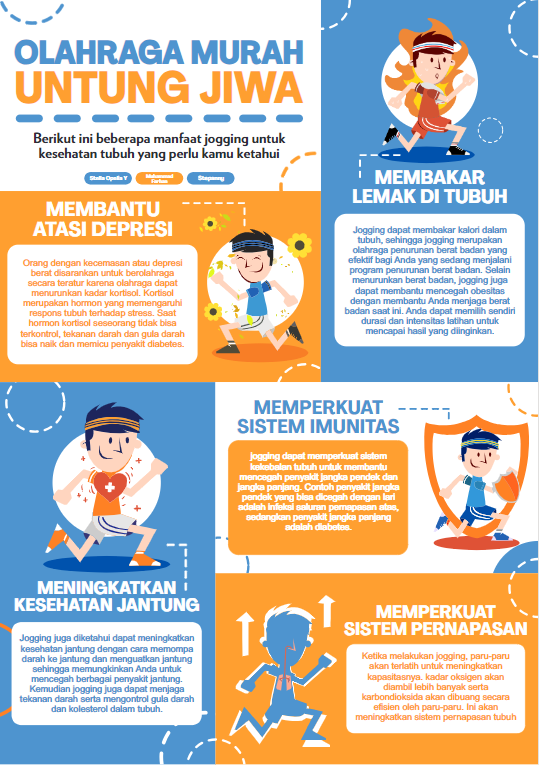 OLAHRAGA MURAH
UNTUNG JIWA
Berikut ini beberapa manfaat jogging untuk
kesehatan tubuh yang perlu kamu ketahui
MEMBANTU
ATASI DEPRESI
Orang dengan kecemasan atau depresi
berat disarankan untuk berolahraga
secara teratur karena olahraga dapat
menurunkan kadar kortisol. Kortisol
merupakan hormon yang memengaruhi
respons tubuh terhadap stress. Saat
hormon kortisol seseorang tidak bisa
terkontrol, tekanan darah dan gula darah
bisa naik dan memicu penyakit diabetes.
MEMBAKAR
LEMAK DI TUBUH
Jogging dapat membakar kalori dalam
tubuh, sehingga jogging merupakan
olahraga penurunan berat badan yang
efektif bagi Anda yang sedang menjalani
program penurunan berat badan. Selain
menurunkan berat badan, jogging juga
dapat membantu mencegah obesitas
dengan membantu Anda menjaga berat
badan saat ini. Anda dapat memilih sendiri
durasi dan intensitas latihan untuk
mencapai hasil yang diinginkan.
MENINGKATKAN
KESEHATAN JANTUNG
Jogging juga diketahui dapat meningkatkan
kesehatan jantung dengan cara memompa
darah ke jantung dan menguatkan jantung
sehingga memungkinkan Anda untuk
mencegah berbagai penyakit jantung.
Kemudian jogging juga dapat menjaga
tekanan darah serta mengontrol gula darah
dan kolesterol dalam tubuh.
MEMPERKUAT
SISTEM IMUNITAS
jogging dapat memperkuat sistem
kekebalan tubuh untuk membantu
mencegah penyakit jangka pendek dan
jangka panjang. Contoh penyakit jangka
pendek yang bisa dicegah dengan lari
adalah infeksi saluran pernapasan atas,
sedangkan penyakit jangka panjang
adalah diabetes.
MEMPERKUAT
SISTEM PERNAPASAN
Ketika melakukan jogging, paru-paru
akan terlatih untuk meningkatkan
kapasitasnya. kadar oksigen akan
diambil lebih banyak serta
karbondioksida akan dibuang secara
efisien oleh paru-paru. Ini akan
meningkatkan sistem pernapasan tubuh